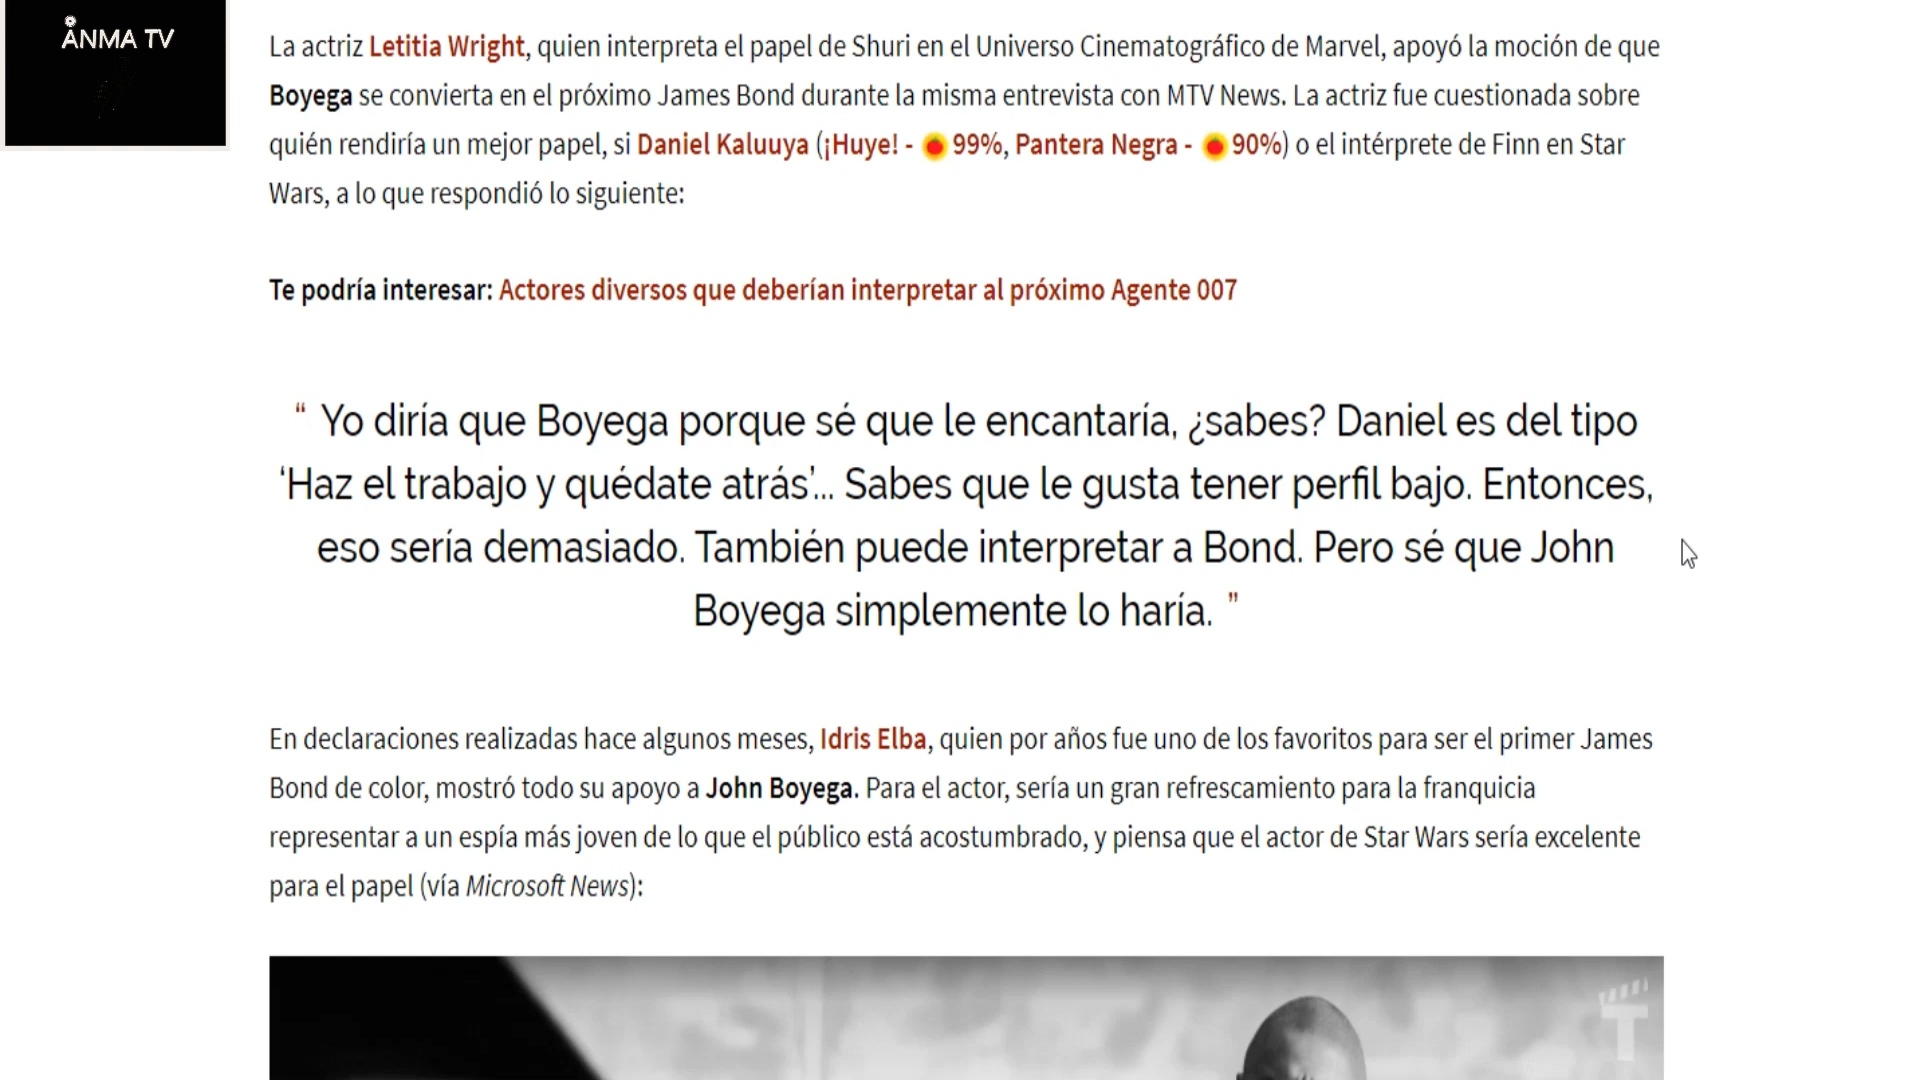 ANMA TV
La actriz Letitia Wright, quien interpreta el papel de Shuri en el Universo Cinematográfico de Marvel, apoyó la moción de que
Boyega se convierta en el próximo James Bond durante la misma entrevista con MTV News. La actriz fue cuestionada sobre
quién rendiría un mejor papel, si Daniel Kaluuya (¡Huye! - 99%, Pantera Negra - 90%) o el intérprete de Finn en Star
Wars, a lo que respondió lo siguiente:
Te podría interesar: Actores diversos que deberían interpretar al próximo Agente 007
“ Yo diría que Boyega porque sé que le encantaría, ¿sabes? Daniel es del tipo
‘Haz el trabajo y quédate atrás’... Sabes que le gusta tener perfil bajo. Entonces,
eso sería demasiado. También puede interpretar a Bond. Pero sé que John
Boyega simplemente lo haría. ”
En declaraciones realizadas hace algunos meses, Idris Elba, quien por años fue uno de los favoritos para ser el primer James
Bond de color, mostró todo su apoyo a John Boyega. Para el actor, sería un gran refrescamiento para la franquicia
representar a un espía más joven de lo que el público está acostumbrado, y piensa que el actor de Star Wars sería excelente
para el papel (vía Microsoft News):
T